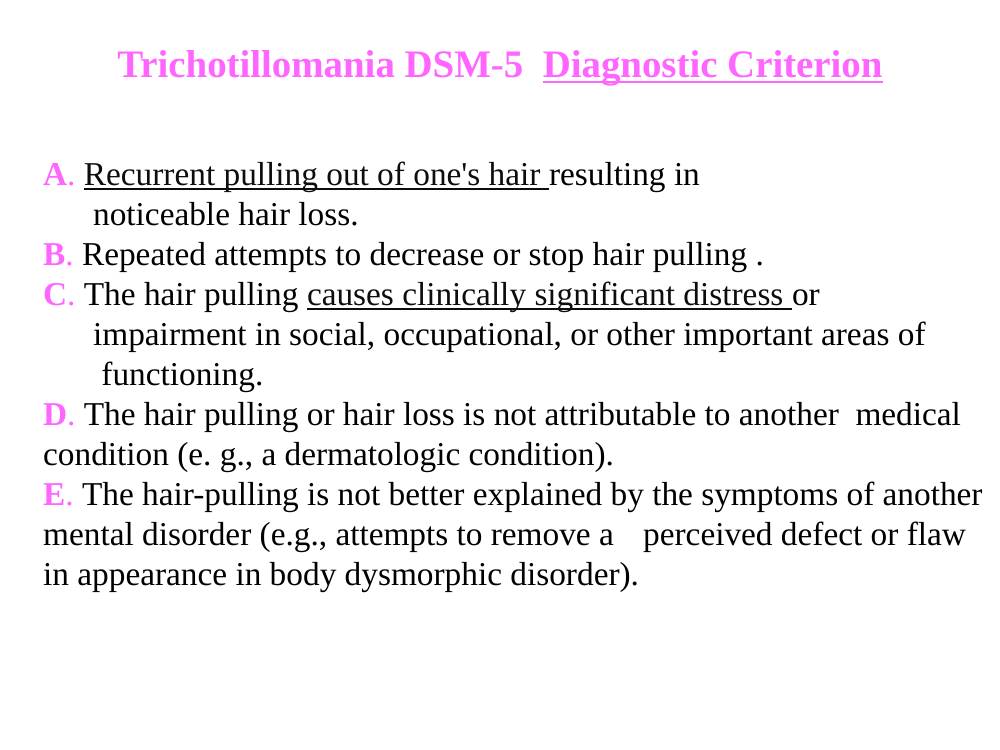 Trichotillomania DSM-5 Diagnostic Criterion
A. Recurrent pulling out of one's hair resulting in
noticeable hair loss.
B. Repeated attempts to decrease or stop hair pulling .
C. The hair pulling causes clinically significant distress or
impairment in social, occupational, or other important areas of
functioning.
D. The hair pulling or hair loss is not attributable to another medical
condition (e. g., a dermatologic condition).
E. The hair-pulling is not better explained by the symptoms of another
mental disorder (e.g., attempts to remove a perceived defect or flaw
in appearance in body dysmorphic disorder).